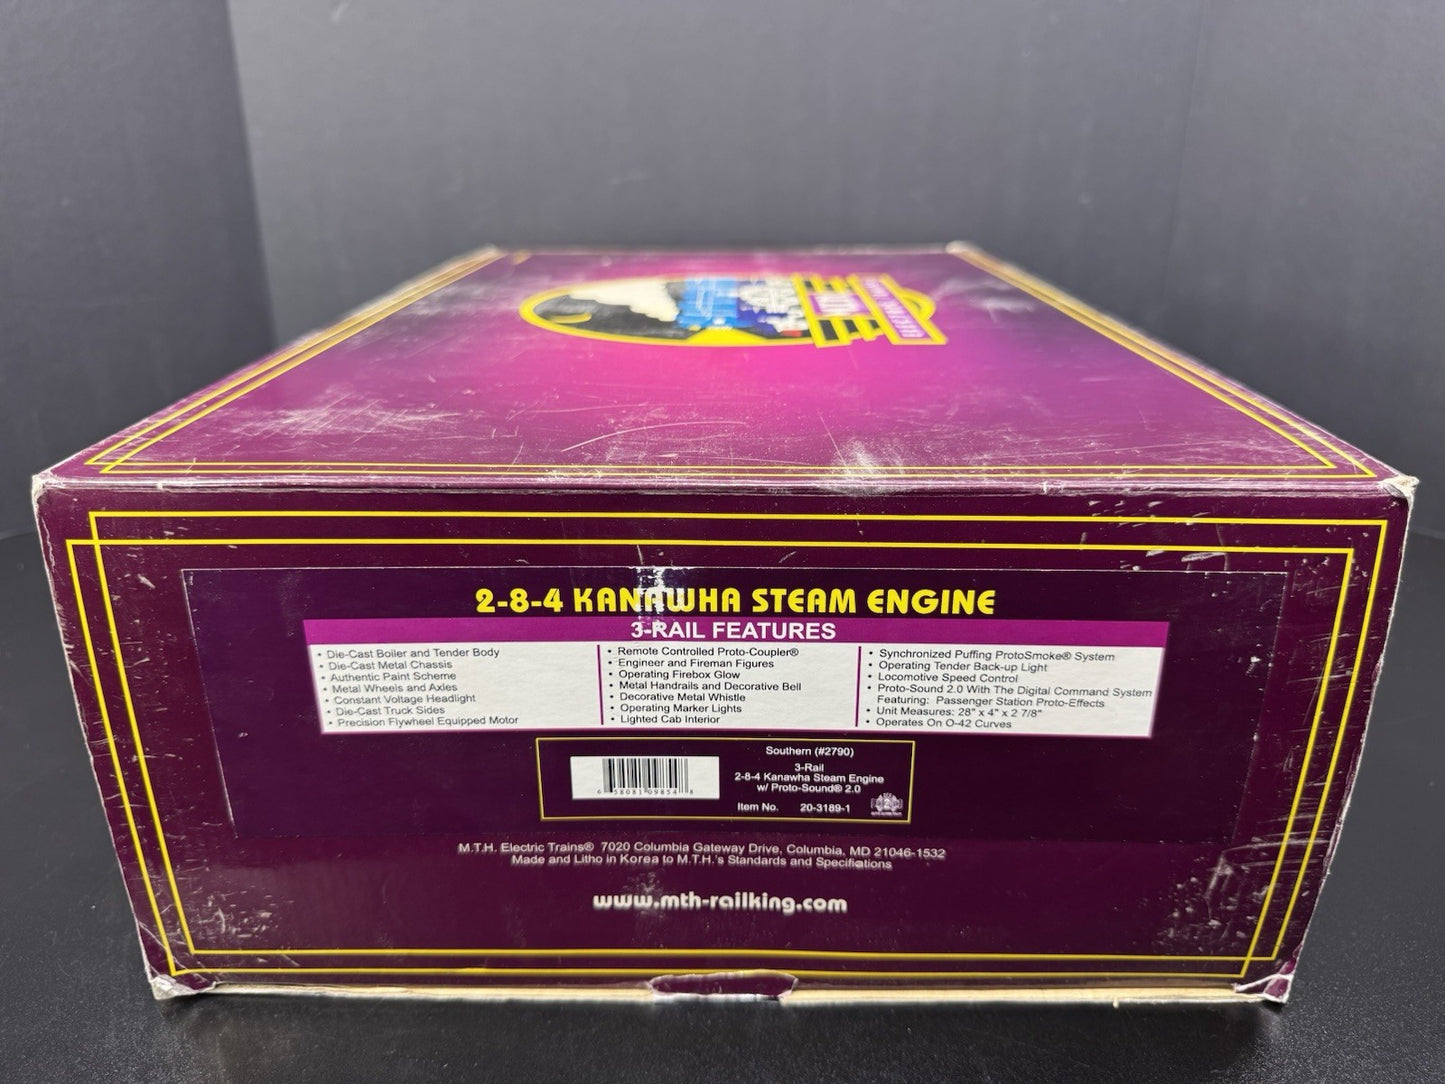 MTH
ELECTRIC TRAINS
2-8-4 KANAWHA STEAM ENGINE
3-RAIL FEATURES
• Die-Cast Boiler and Tender Body
• Die-Cast Metal Chassis
• Authentic Paint Scheme
• Metal Wheels and Axles
• Constant Voltage Headlight
• Die-Cast Truck Sides
• Precision Flywheel Equipped Motor
• Remote Controlled Proto-Coupler®
• Engineer and Fireman Figures
• Operating Firebox Glow
• Metal Handrails and Decorative Bell
• Decorative Metal Whistle
• Operating Marker Lights
• Lighted Cab Interior
• Synchronized Puffing ProtoSmoke® System
• Operating Tender Back-up Light
• Locomotive Speed Control
• Proto-Sound 2.0 With The Digital Command System
Featuring: Passenger Station Proto-Effects
• Unit Measures: 28" x 4" x 2 7/8"
• Operates On O-42 Curves
6 58081 09854 8
Southern (#2790)
3-Rail
2-8-4 Kanawha Steam Engine
w/ Proto-Sound® 2.0
Item No. 20-3189-1
M.T.H. Electric Trains® 7020 Columbia Gateway Drive, Columbia, MD 21046-1532
Made and Litho in Korea to M.T.H.'s Standards and Specifications
www.mth-railking.com